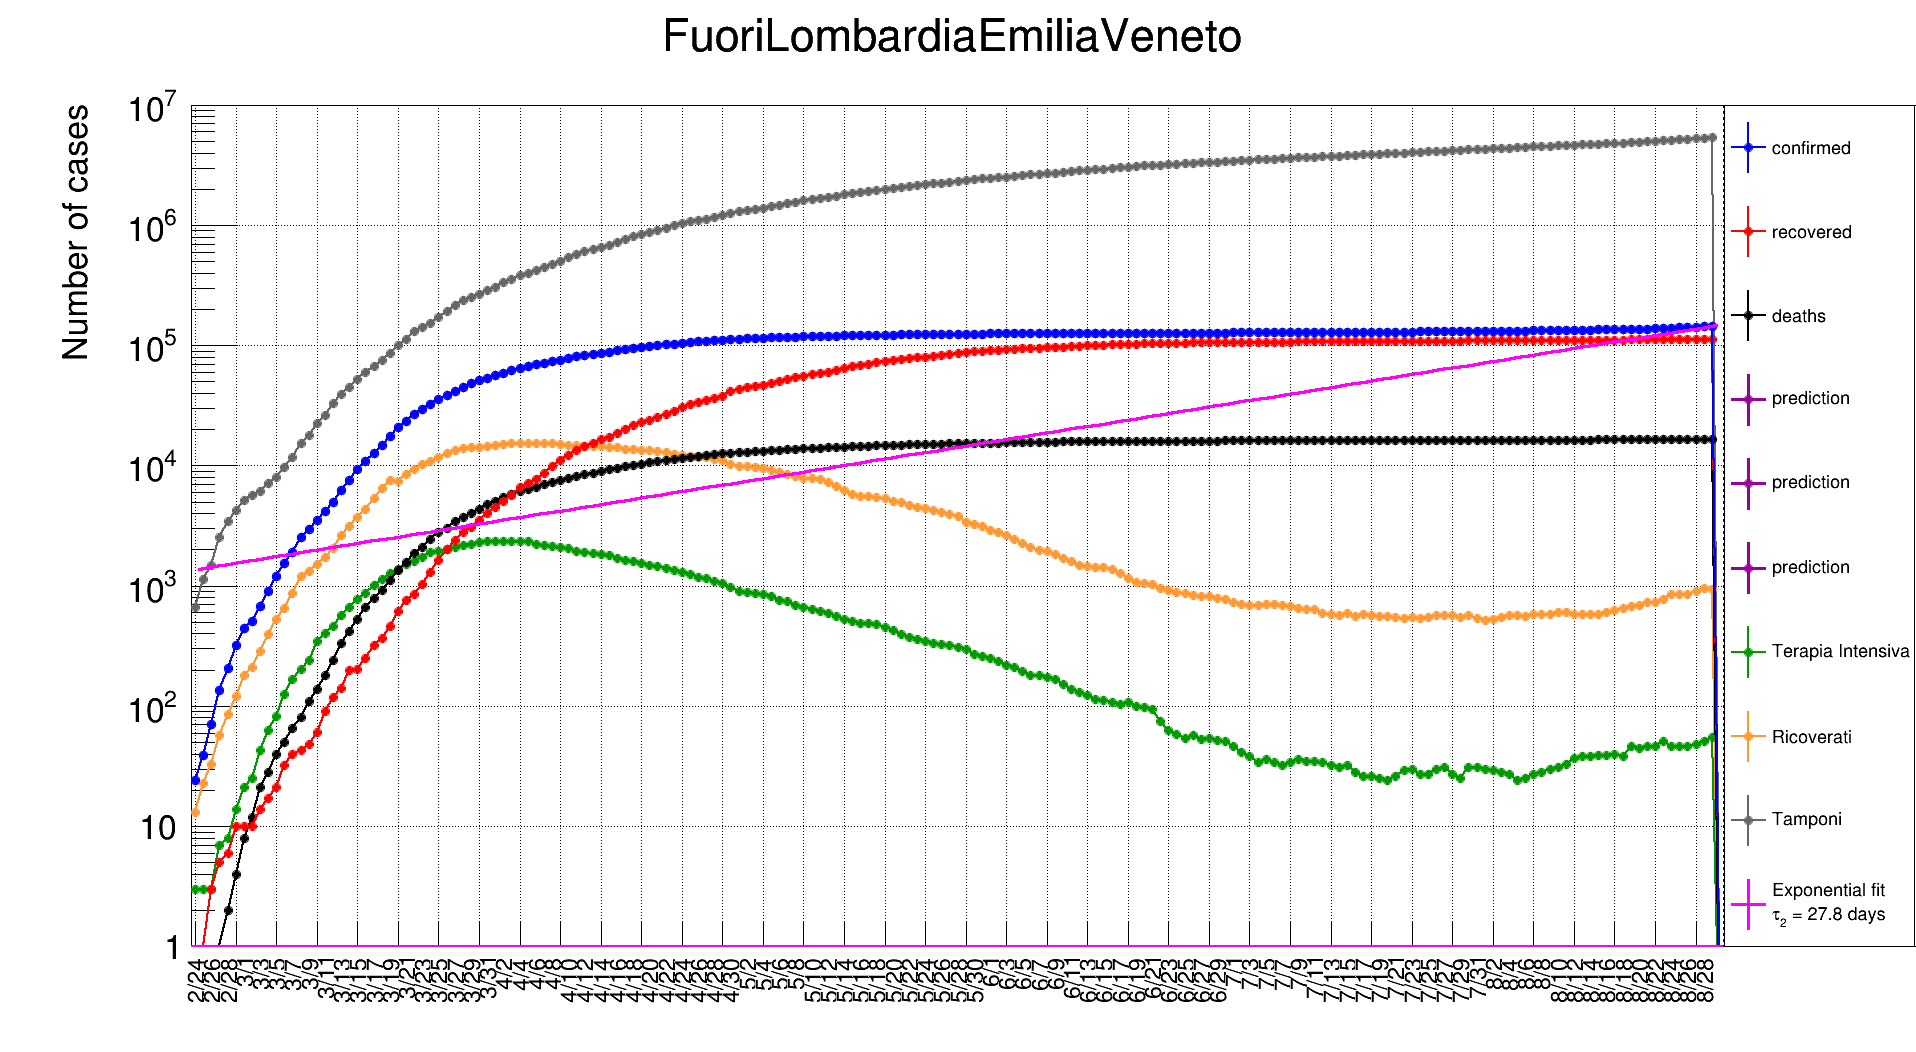 FuoriLombardiaEmiliaVeneto
Number of cases
10^7
10^6
10^5
10^4
10^3
10^2
10
1
2/24 2/26 2/28 3/1 3/3 3/5 3/7 3/9 3/11 3/13 3/15 3/17 3/19 3/21 3/23 3/25 3/27 3/29 3/31 4/2 4/4 4/6 4/8 4/10 4/12 4/14 4/16 4/18 4/20 4/22 4/24 4/26 4/28 4/30 5/2 5/4 5/6 5/8 5/10 5/12 5/14 5/16 5/18 5/20 5/22 5/24 5/26 5/28 5/30 6/1 6/3 6/5 6/7 6/9 6/11 6/13 6/15 6/17 6/19 6/21 6/23 6/25 6/27 6/29 7/1 7/3 7/5 7/7 7/9 7/11 7/13 7/15 7/17 7/19 7/21 7/23 7/25 7/27 7/29 7/31 8/2 8/4 8/6 8/8 8/10 8/12 8/14 8/16 8/18 8/20 8/22 8/24 8/26 8/28
confirmed
recovered
deaths
prediction
prediction
prediction
Terapia Intensiva
Ricoverati
Tamponi
Exponential fit
τ₂ = 27.8 days